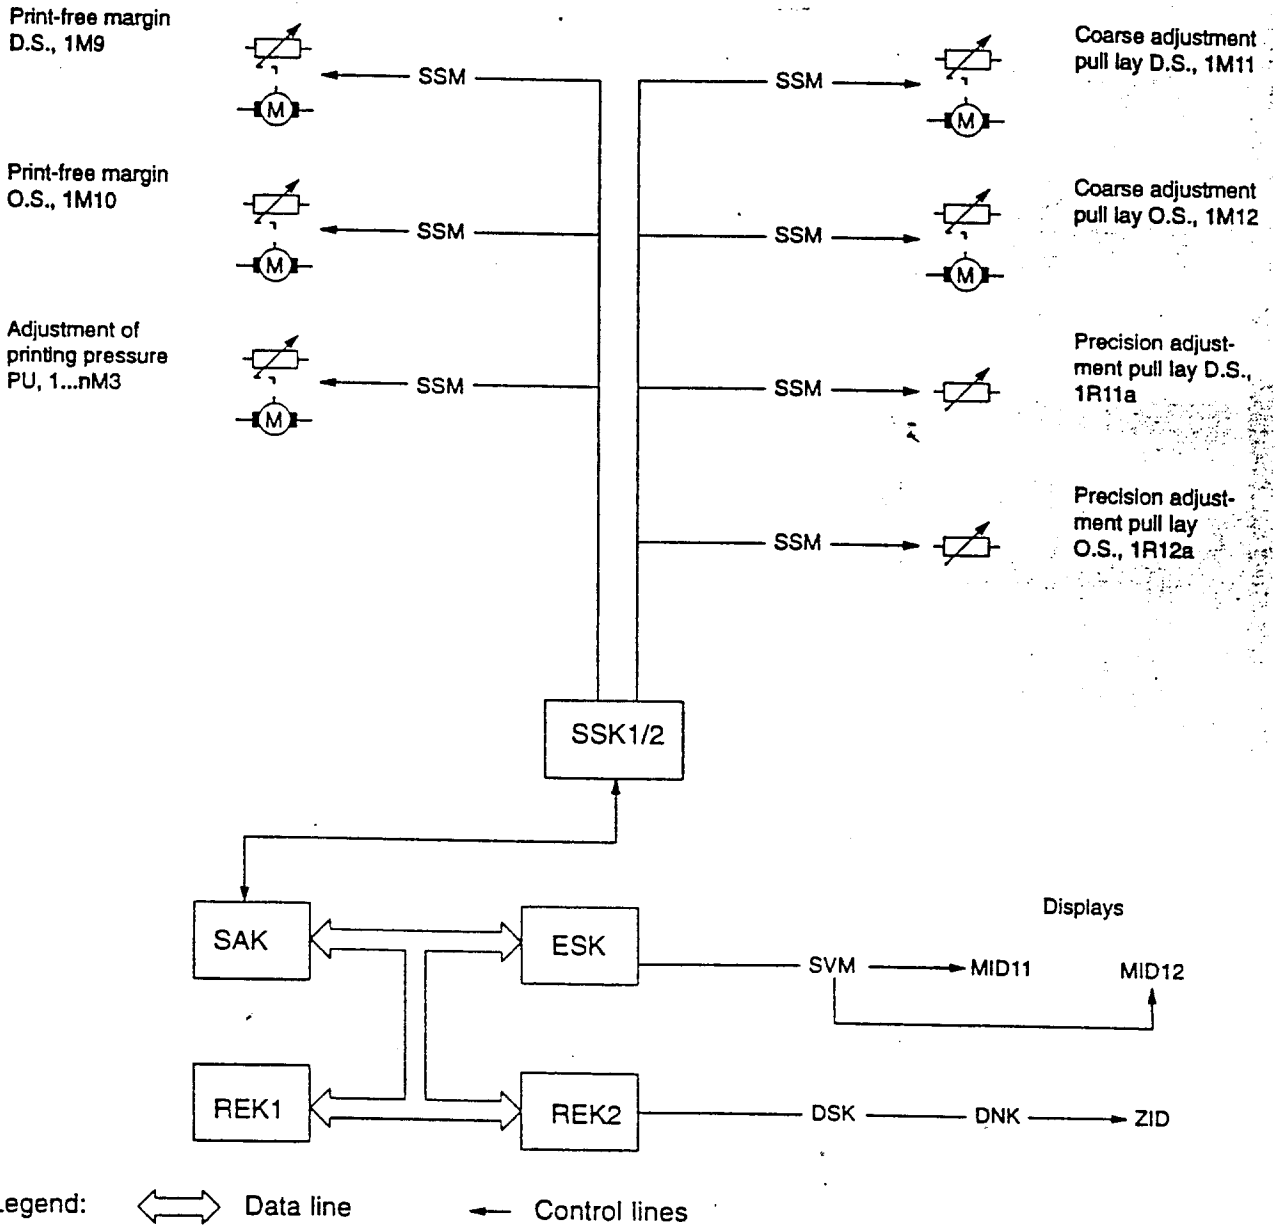 Print-free margin
D.S., 1M9
SSM
M
Print-free margin
O.S., 1M10
SSM
M
Adjustment of
printing pressure
PU, 1...nM3
SSM
M
Coarse adjustment
pull lay D.S., 1M11
SSM
M
Coarse adjustment
pull lay O.S., 1M12
SSM
M
Precision adjust-
ment pull lay D.S.,
1R11a
SSM
Precision adjust-
ment pull lay
O.S., 1R12a
SSM
SSK1/2
SAK
ESK
Displays
SVM
MID11
MID12
REK1
REK2
DSK
DNK
ZID
egend:
Data line
Control lines